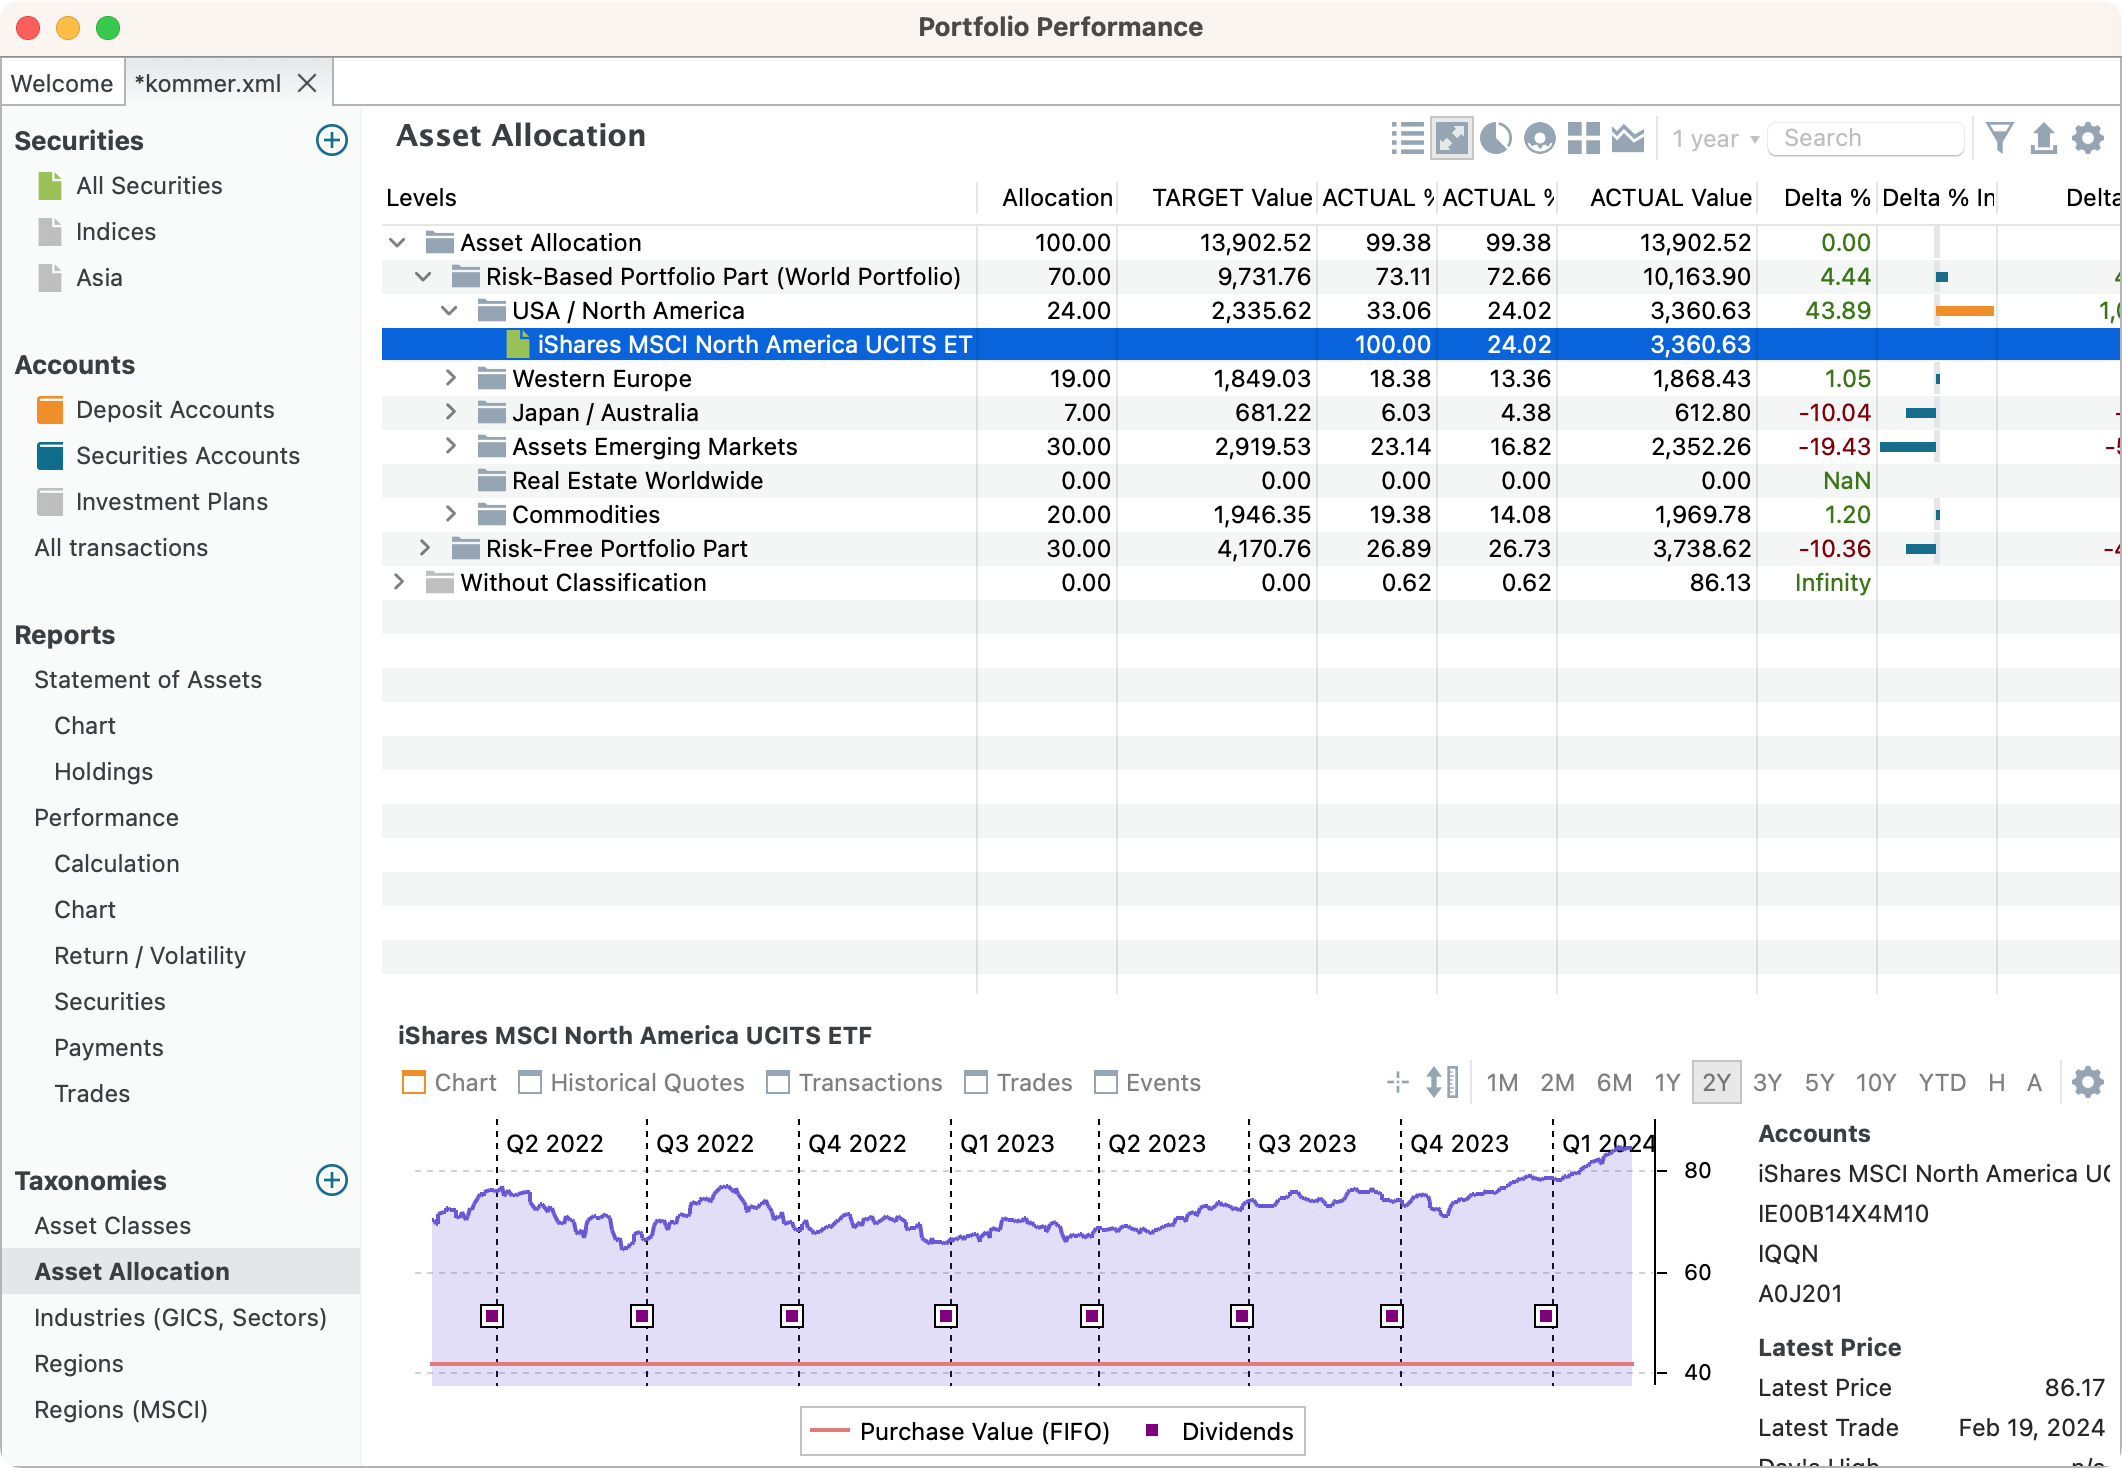 Portfolio Performance
Welcome
*kommer.xml
Securities
All Securities
Indices
Asia
Accounts
Deposit Accounts
Securities Accounts
Investment Plans
All transactions
Reports
Statement of Assets
Chart
Holdings
Performance
Calculation
Chart
Return / Volatility
Securities
Payments
Trades
Taxonomies
Asset Classes
Asset Allocation
Industries (GICS, Sectors)
Regions
Regions (MSCI)
Asset Allocation
1 year Search
Levels Allocation TARGET Value ACTUAL % ACTUAL % ACTUAL Value Delta % Delta % In Delta
Asset Allocation 100.00 13,902.52 99.38 99.38 13,902.52 0.00
Risk-Based Portfolio Part (World Portfolio) 70.00 9,731.76 73.11 72.66 10,163.90 4.44
USA / North America 24.00 2,335.62 33.06 24.02 3,360.63 43.89 1,
iShares MSCI North America UCITS ET 100.00 24.02 3,360.63
Western Europe 19.00 1,849.03 18.38 13.36 1,868.43 1.05
Japan / Australia 7.00 681.22 6.03 4.38 612.80 -10.04 -
Assets Emerging Markets 30.00 2,919.53 23.14 16.82 2,352.26 -19.43 -5
Real Estate Worldwide 0.00 0.00 0.00 0.00 0.00 NaN
Commodities 20.00 1,946.35 19.38 14.08 1,969.78 1.20
Risk-Free Portfolio Part 30.00 4,170.76 26.89 26.73 3,738.62 -10.36 -4
Without Classification 0.00 0.00 0.62 0.62 86.13 Infinity
iShares MSCI North America UCITS ETF
Chart Historical Quotes Transactions Trades Events
1M 2M 6M 1Y 2Y 3Y 5Y 10Y YTD H A
Q2 2022 Q3 2022 Q4 2022 Q1 2023 Q2 2023 Q3 2023 Q4 2023 Q1 2024
80
60
40
Purchase Value (FIFO) Dividends
Accounts
iShares MSCI North America UC
IE00B14X4M10
IQQN
A0J201
Latest Price
Latest Price 86.17
Latest Trade Feb 19, 2024
Day's High n/a